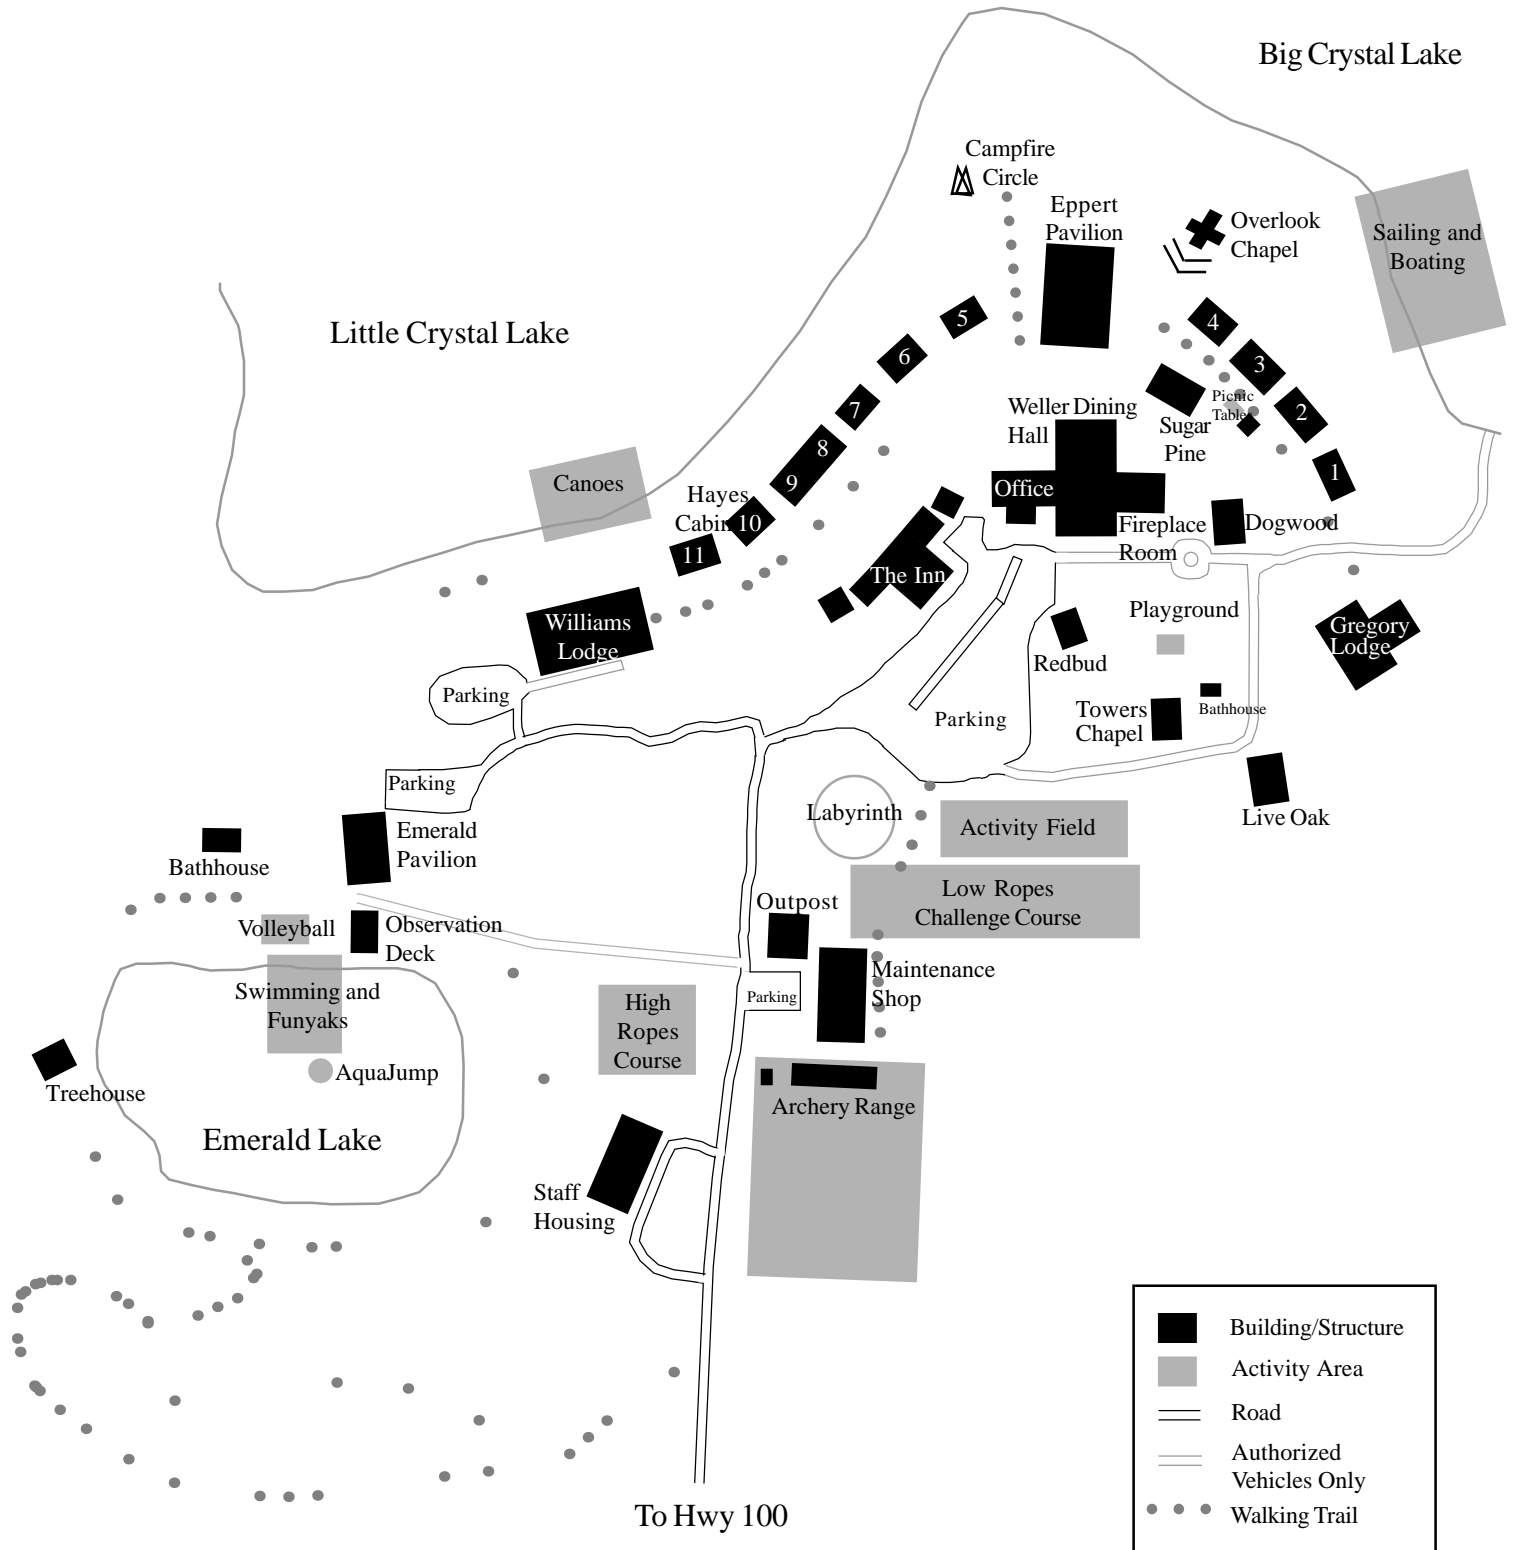 Big Crystal Lake
Campfire
Circle
Eppert
Pavilion
Overlook
Chapel
Sailing and
Boating
Little Crystal Lake
5
4
6
3
7
Picnic
Table
2
Weller Dining
Hall
Sugar
Pine
8
1
9
Canoes
Office
Hayes
Cabin
10
11
Fireplace
Room
Dogwood
The Inn
Playground
Williams
Lodge
Gregory
Lodge
Redbud
Parking
Parking
Towers
Chapel
Bathhouse
Parking
Labyrinth
Activity Field
Live Oak
Emerald
Pavilion
Bathhouse
Low Ropes
Challenge Course
Outpost
Volleyball
Observation
Deck
Maintenance
Shop
Swimming and
Funyaks
Parking
High
Ropes
Course
AquaJump
Treehouse
Archery Range
Emerald Lake
Staff
Housing
Building/Structure
Activity Area
Road
Authorized
Vehicles Only
Walking Trail
To Hwy 100